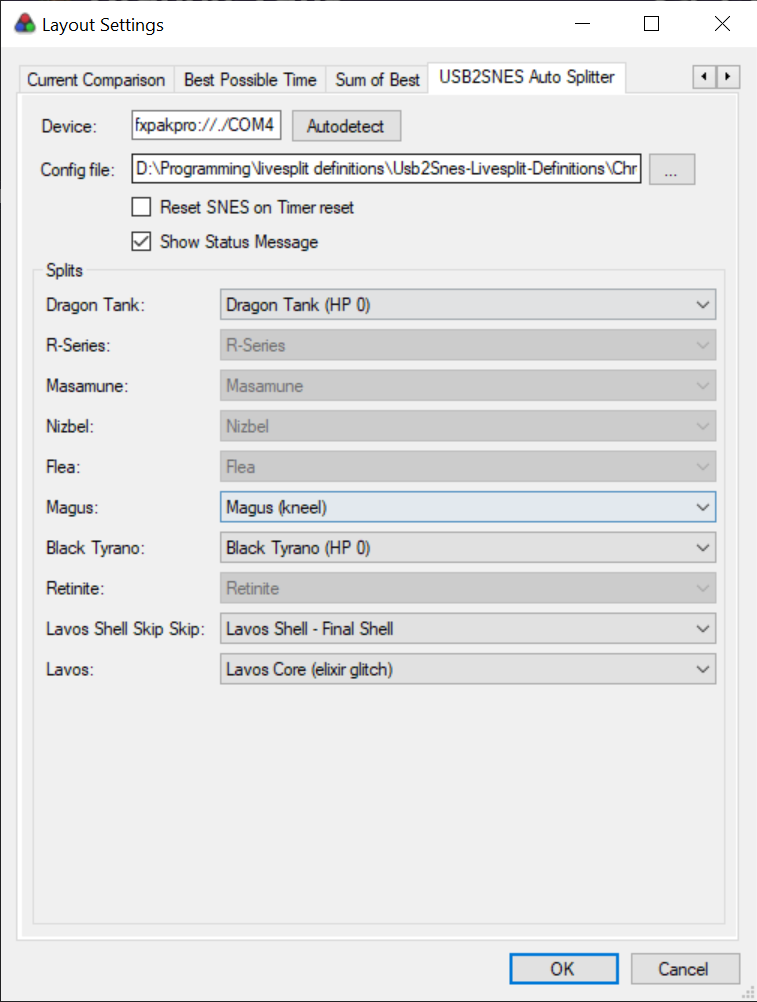 Layout Settings
Current Comparison Best Possible Time Sum of Best USB2SNES Auto Splitter
Device: fxpakpro://./COM4 Autodetect
Config file: D:\Programming\livesplit definitions\Usb2Snes-Livesplit-Definitions\Chr ...
Reset SNES on Timer reset
Show Status Message
Splits
Dragon Tank: Dragon Tank (HP 0)
R-Series: R-Series
Masamune: Masamune
Nizbel: Nizbel
Flea: Flea
Magus: Magus (kneel)
Black Tyrano: Black Tyrano (HP 0)
Retinite: Retinite
Lavos Shell Skip Skip: Lavos Shell - Final Shell
Lavos: Lavos Core (elixir glitch)
OK Cancel